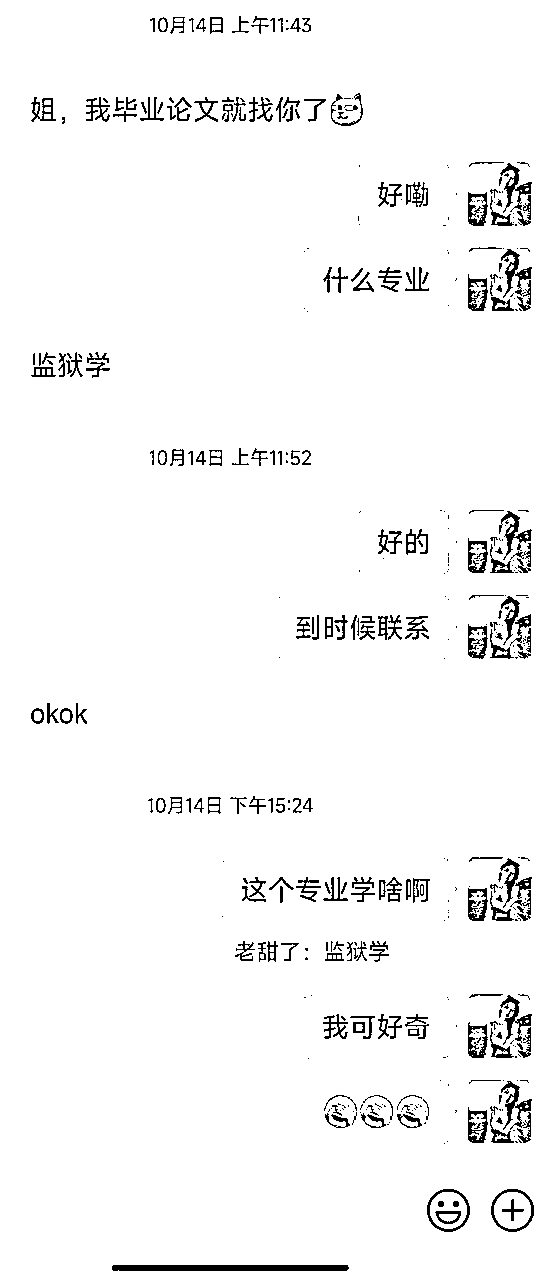 10月14日 上午11:43
姐，我毕业论文就找你了
好嘞
什么专业
监狱学
10月14日 上午11:52
好的
到时候联系
okok
10月14日 下午15:24
这个专业学啥啊
老甜了：监狱学
我可好奇